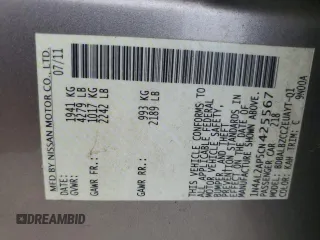 MFD BY NISSAN MOTOR CO., LTD.
07/11
GVWR: 1941 KG
4279 LB
GAWR FR: 1017 KG
2242 LB
GAWR RR: 993 KG
2189 LB
THIS VEHICLE CONFORMS TO
ALL APPLICABLE FEDERAL
MOTOR VEHICLE SAFETY,
BUMPER AND THEFT PREVENTION
STANDARDS IN EFFECT ON THE
DATE OF MANUFACTURE SHOWN ABOVE.
1N4AL2AP5CN425567
PASSENGER CAR
COLOR
TRIM: C
9N00A
DREAMBID